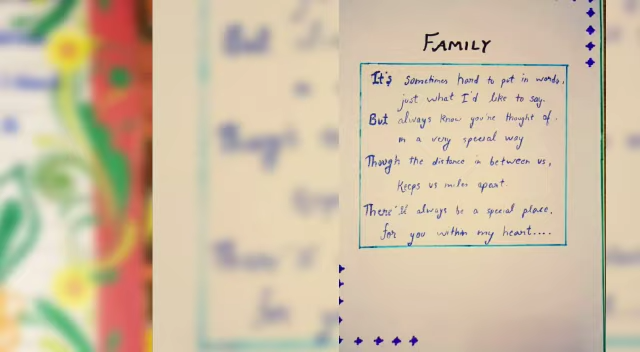 FAMILY
It's sometimes hard to put in words,
just what I'd like to say.
But always know you're thought of.
in a very special way
Though the distance in between us,
keeps us miles apart.
There'll always be a special place,
for you within my heart....